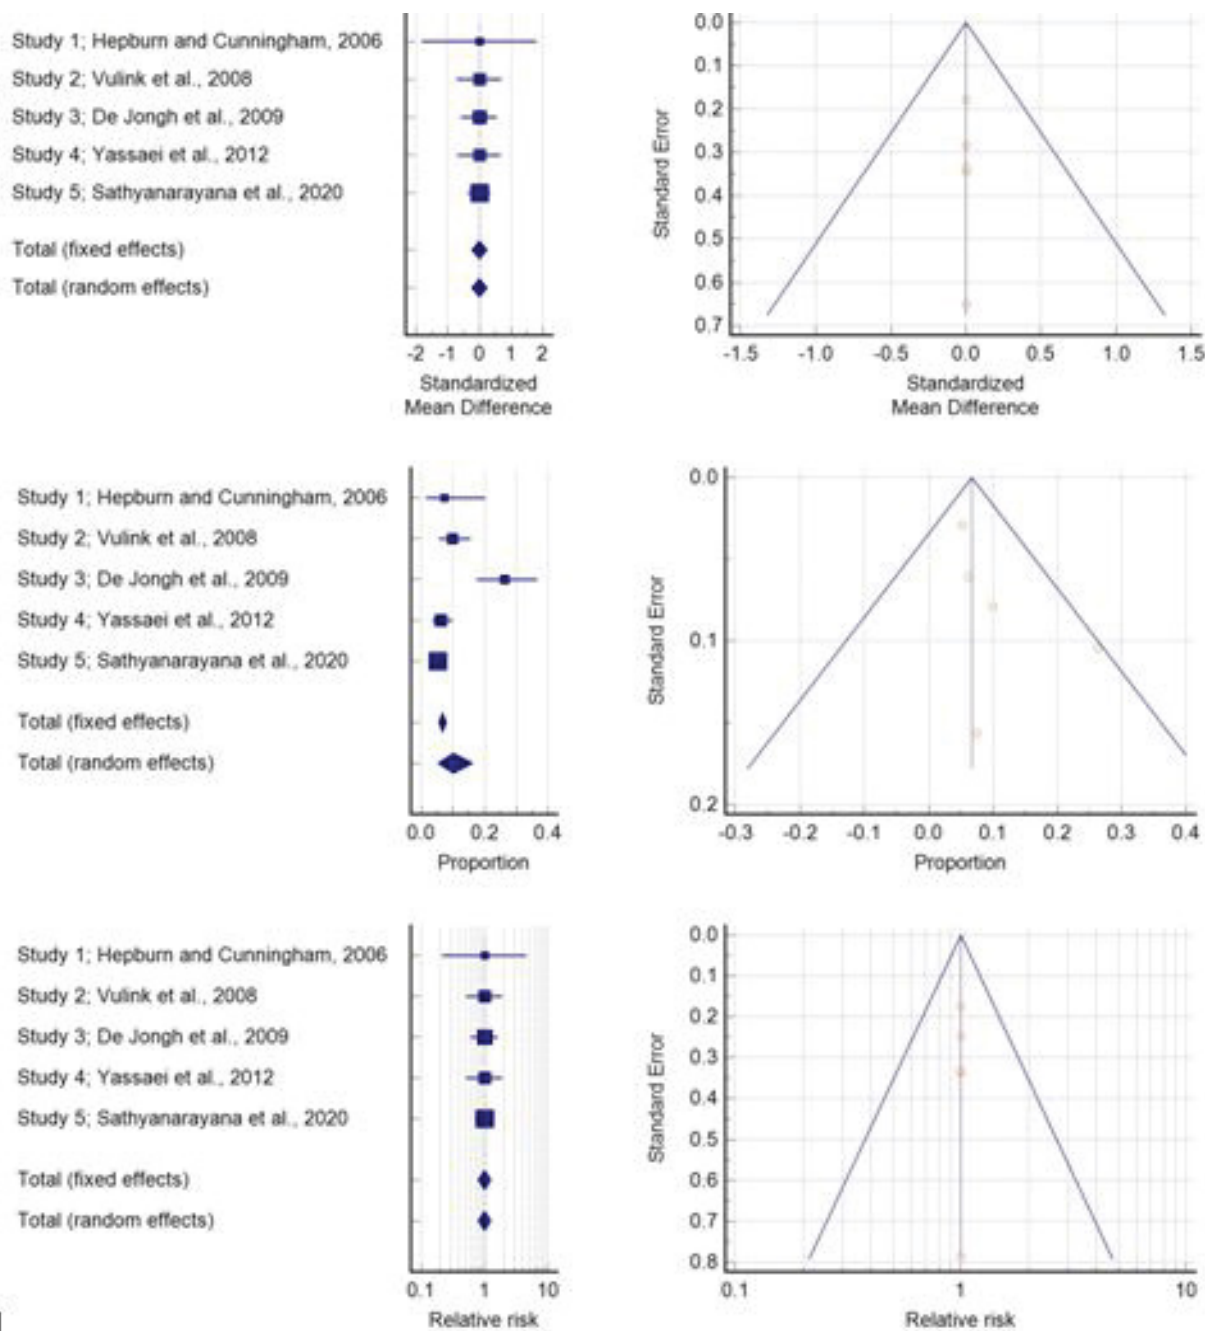 Study 1; Hepburn and Cunningham, 2006
Study 2; Vulink et al., 2008
Study 3; De Jongh et al., 2009
Study 4; Yassaei et al., 2012
Study 5; Sathyanarayana et al., 2020
Total (fixed effects)
Total (random effects)
-2 -1 0 1 2
Standardized
Mean Difference
0.0
0.1
0.2
0.3
0.4
0.5
0.6
0.7
Standard Error
-1.5 -1.0 -0.5 0.0 0.5 1.0 1.5
Standardized
Mean Difference
Study 1; Hepburn and Cunningham, 2006
Study 2; Vulink et al., 2008
Study 3; De Jongh et al., 2009
Study 4; Yassaei et al., 2012
Study 5; Sathyanarayana et al., 2020
Total (fixed effects)
Total (random effects)
0.0 0.2 0.4
Proportion
0.0
0.1
0.2
Standard Error
-0.3 -0.2 -0.1 0.0 0.1 0.2 0.3 0.4
Proportion
Study 1; Hepburn and Cunningham, 2006
Study 2; Vulink et al., 2008
Study 3; De Jongh et al., 2009
Study 4; Yassaei et al., 2012
Study 5; Sathyanarayana et al., 2020
Total (fixed effects)
Total (random effects)
0.1 1 10
Relative risk
0.0
0.1
0.2
0.3
0.4
0.5
0.6
0.7
0.8
Standard Error
0.1 1 10
Relative risk